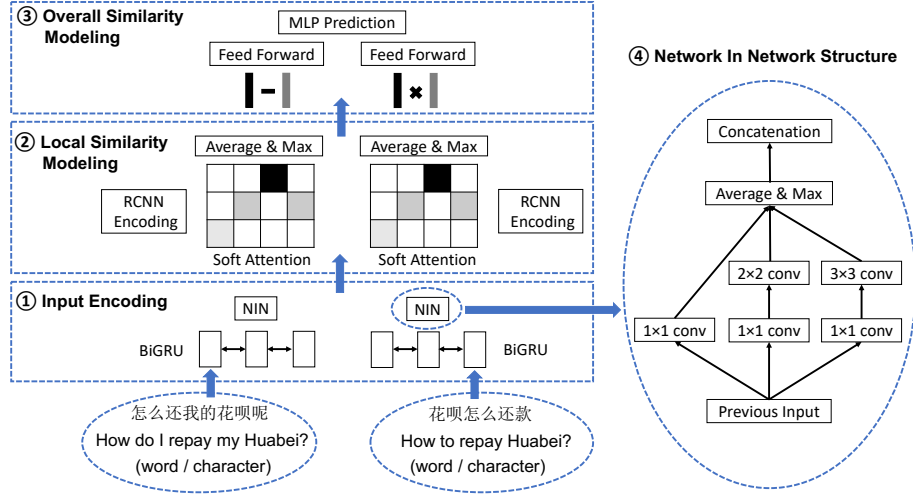 ③ Overall Similarity
Modeling
MLP Prediction
Feed Forward
Feed Forward
② Local Similarity
Modeling
Average & Max
Average & Max
RCNN
Encoding
RCNN
Encoding
Soft Attention
Soft Attention
① Input Encoding
NIN
NIN
BiGRU
BiGRU
怎么还我的花呗呢
How do I repay my Huabei?
(word / character)
花呗怎么还款
How to repay Huabei?
(word / character)
④ Network In Network Structure
Concatenation
Average & Max
2×2 conv
3×3 conv
1×1 conv
1×1 conv
1×1 conv
Previous Input